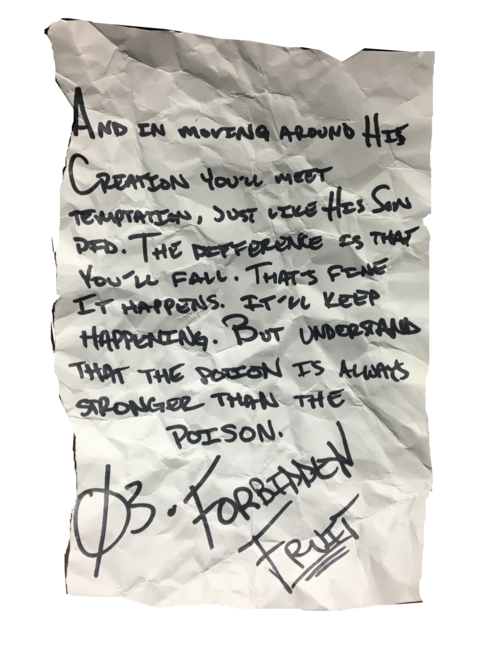 AND IN MOVING AROUND HIS
CREATION YOU'LL MEET
TEMPTATION, JUST LIKE HIS SON
DID. THE DIFFERENCE IS THAT
YOU'LL FALL. THAT'S FINE
IT HAPPENS. IT'LL KEEP
HAPPENING. BUT UNDERSTAND
THAT THE POTION IS ALWAYS
STRONGER THAN THE
POISON.
Ø3. FORBIDDEN
FRUIT